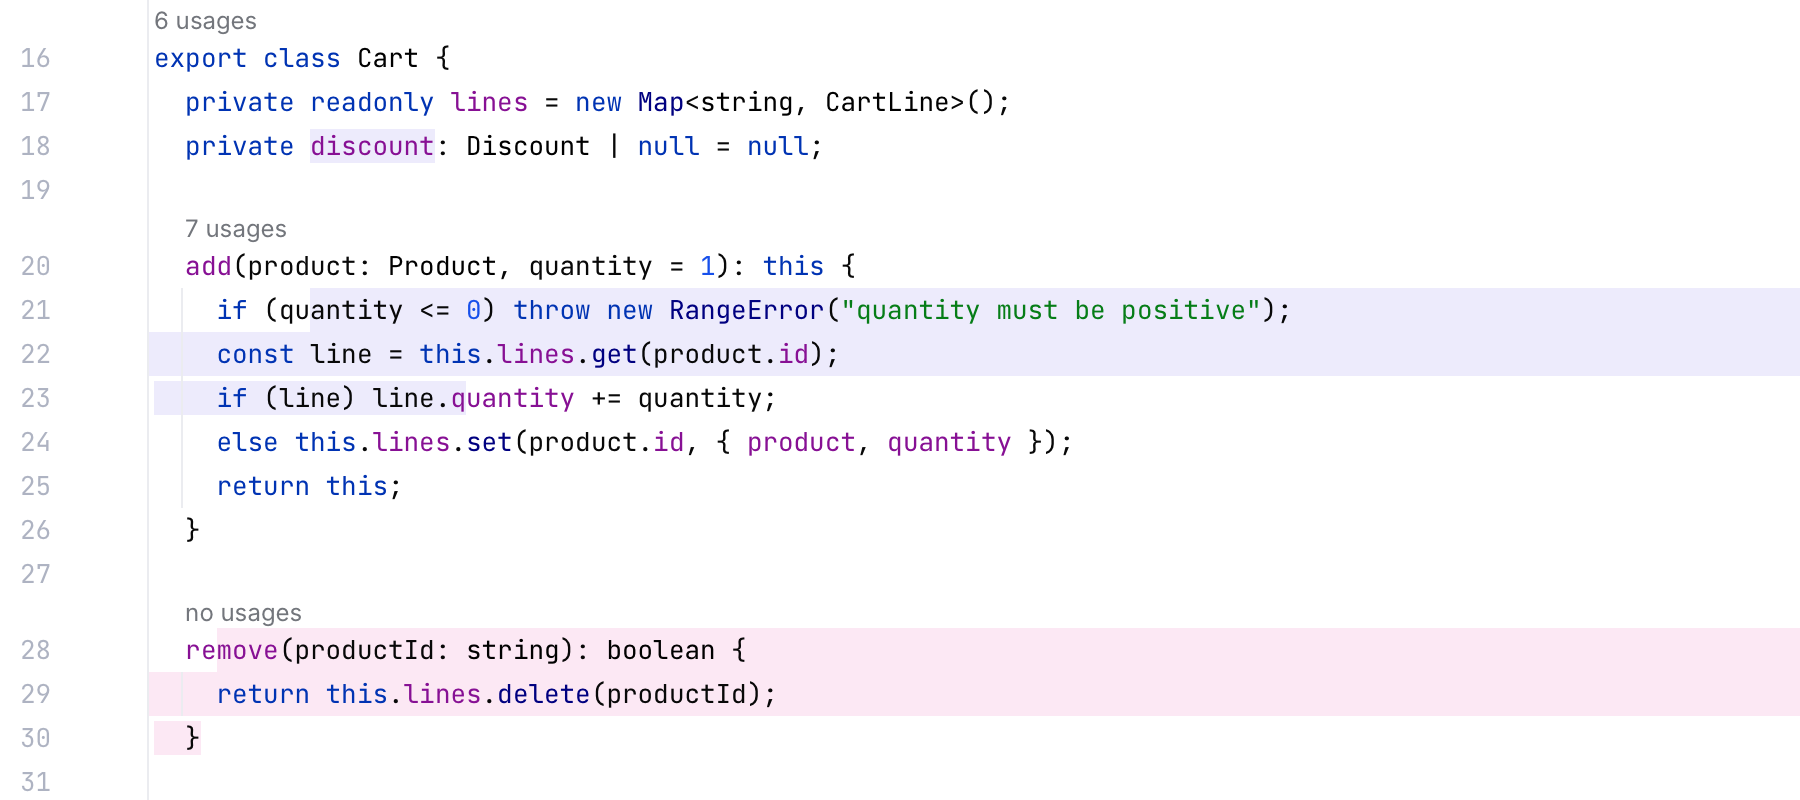 6 usages
16 export class Cart {
17   private readonly lines = new Map<string, CartLine>();
18   private discount: Discount | null = null;
19
7 usages
20   add(product: Product, quantity = 1): this {
21     if (quantity <= 0) throw new RangeError("quantity must be positive");
22     const line = this.lines.get(product.id);
23     if (line) line.quantity += quantity;
24     else this.lines.set(product.id, { product, quantity });
25     return this;
26   }
27
no usages
28   remove(productId: string): boolean {
29     return this.lines.delete(productId);
30   }
31